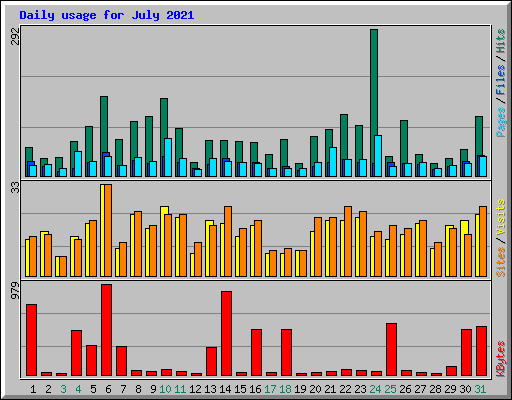 Daily usage for July 2021
292
Pages / Files / Hits
33
Sites / Visits
979
KBytes
1 2 3 4 5 6 7 8 9 10 11 12 13 14 15 16 17 18 19 20 21 22 23 24 25 26 27 28 29 30 31